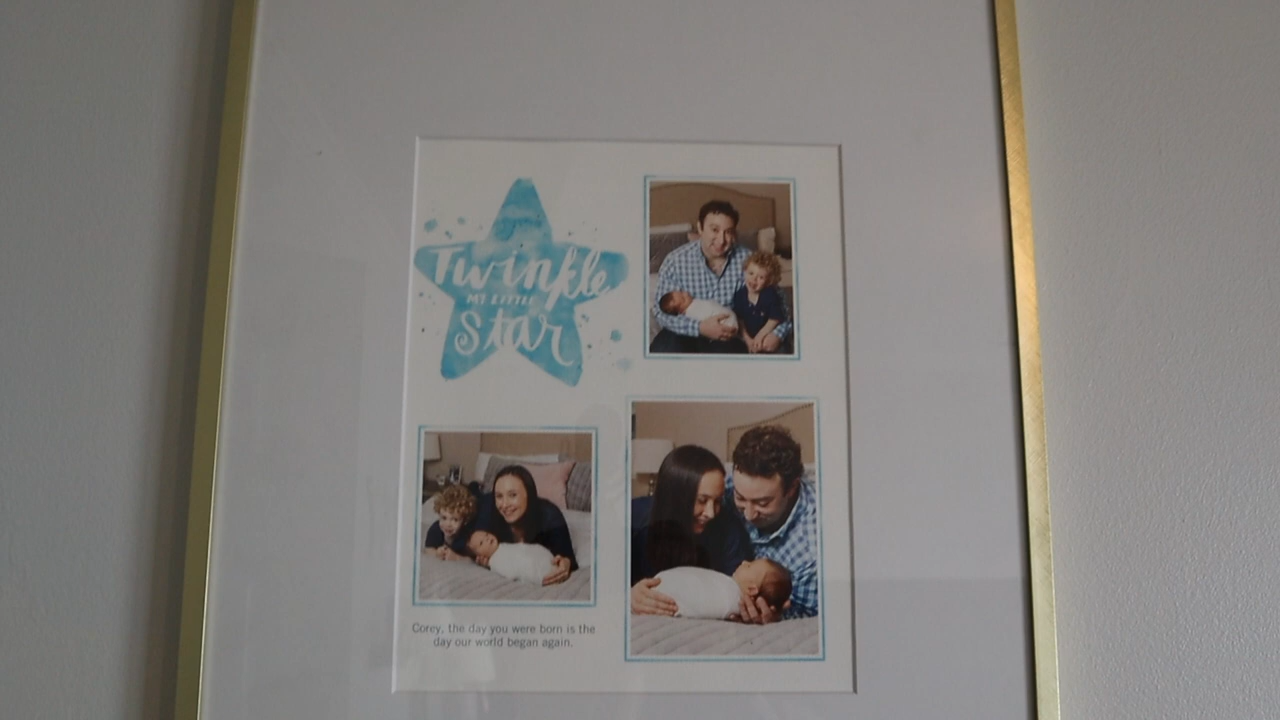 Twinkle
MY LITTLE
Star
Corey, the day you were born is the
day our world began again.